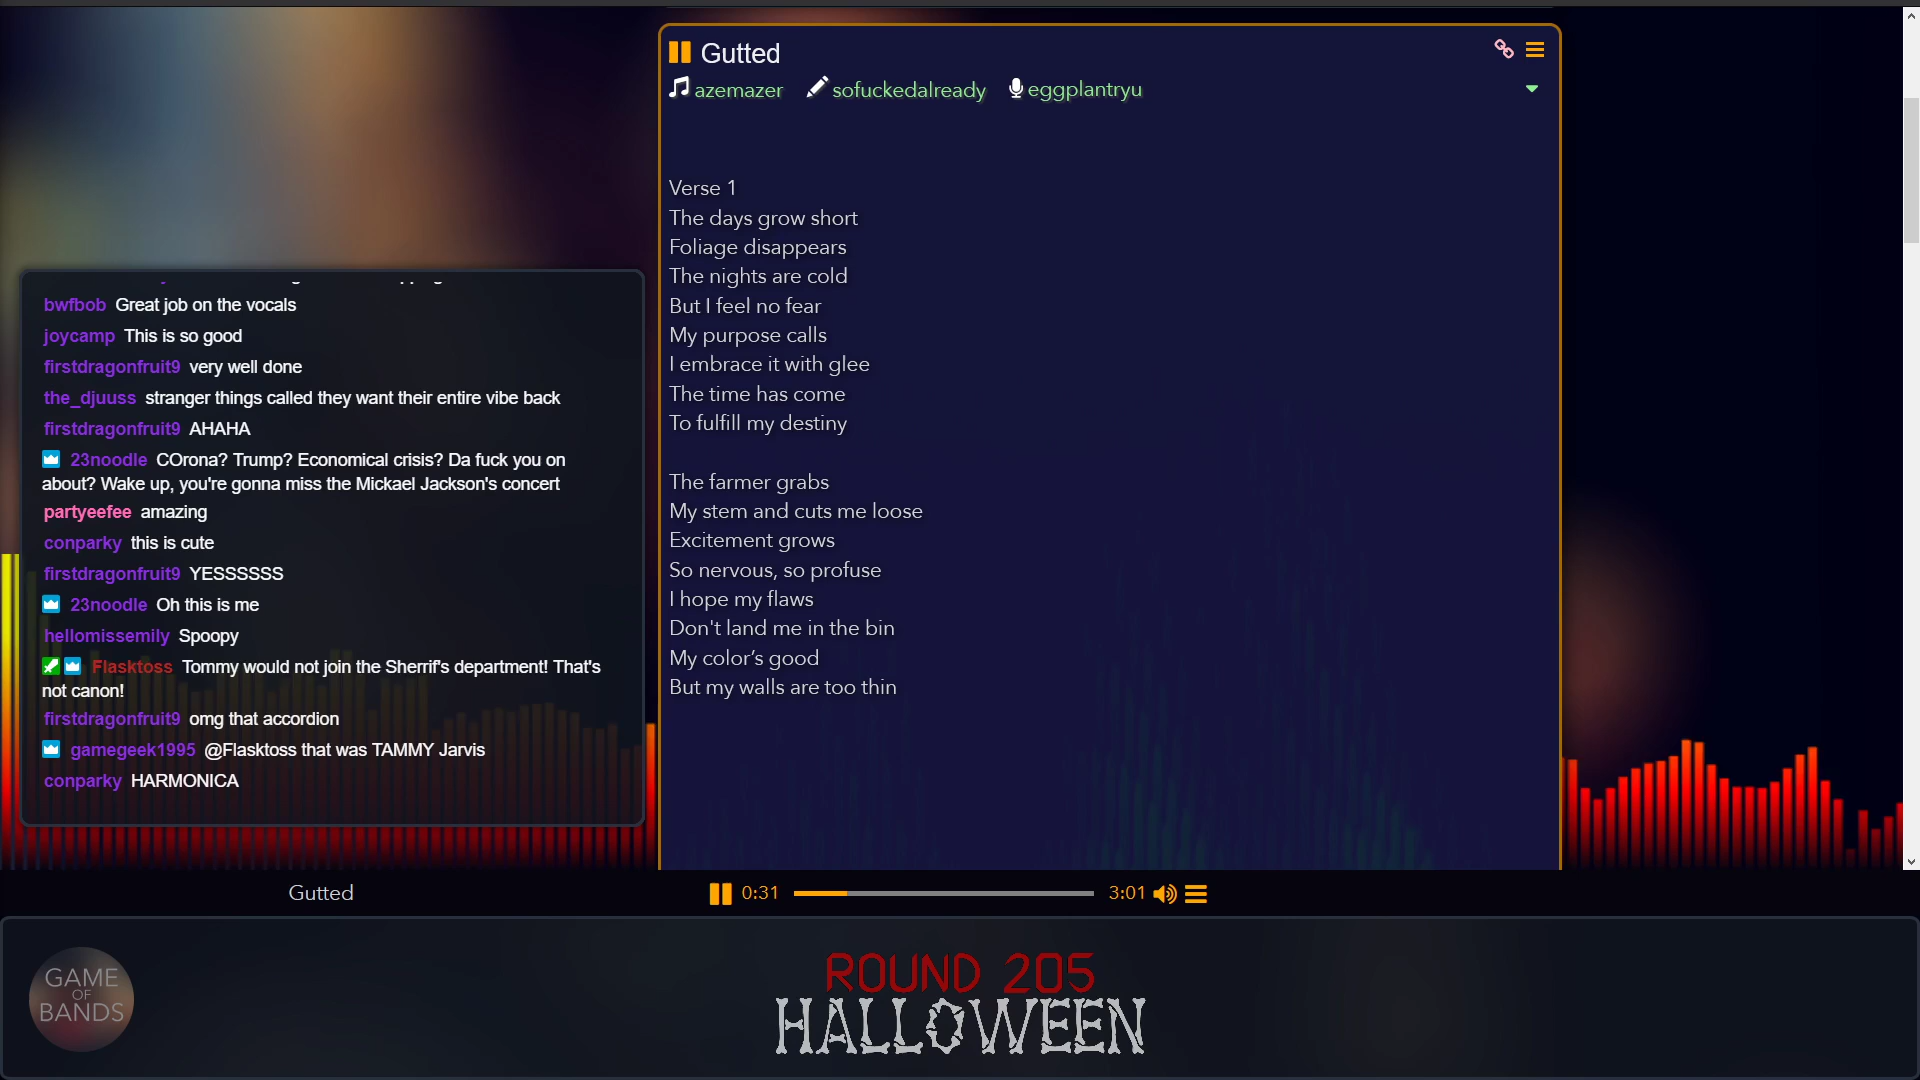 Gutted
azemazer sofuckedalready eggplantryu
Verse 1
The days grow short
Foliage disappears
The nights are cold
But I feel no fear
My purpose calls
I embrace it with glee
The time has come
To fulfill my destiny
The farmer grabs
My stem and cuts me loose
Excitement grows
So nervous, so profuse
I hope my flaws
Don't land me in the bin
My color’s good
But my walls are too thin
bwfbob Great job on the vocals
joycamp This is so good
firstdragonfruit9 very well done
the_djuuss stranger things called they want their entire vibe back
firstdragonfruit9 AHAHA
23noodle COrona? Trump? Economical crisis? Da fuck you on
about? Wake up, you're gonna miss the Mickael Jackson's concert
partyeefee amazing
conparky this is cute
firstdragonfruit9 YESSSSSS
23noodle Oh this is me
hellomissemily Spoopy
Flasktoss Tommy would not join the Sherrif's department! That's
not canon!
firstdragonfruit9 omg that accordion
gamegeek1995 @Flasktoss that was TAMMY Jarvis
conparky HARMONICA
Gutted 0:31 3:01
GAME
OF
BANDS
ROUND 205
HALLOWEEN